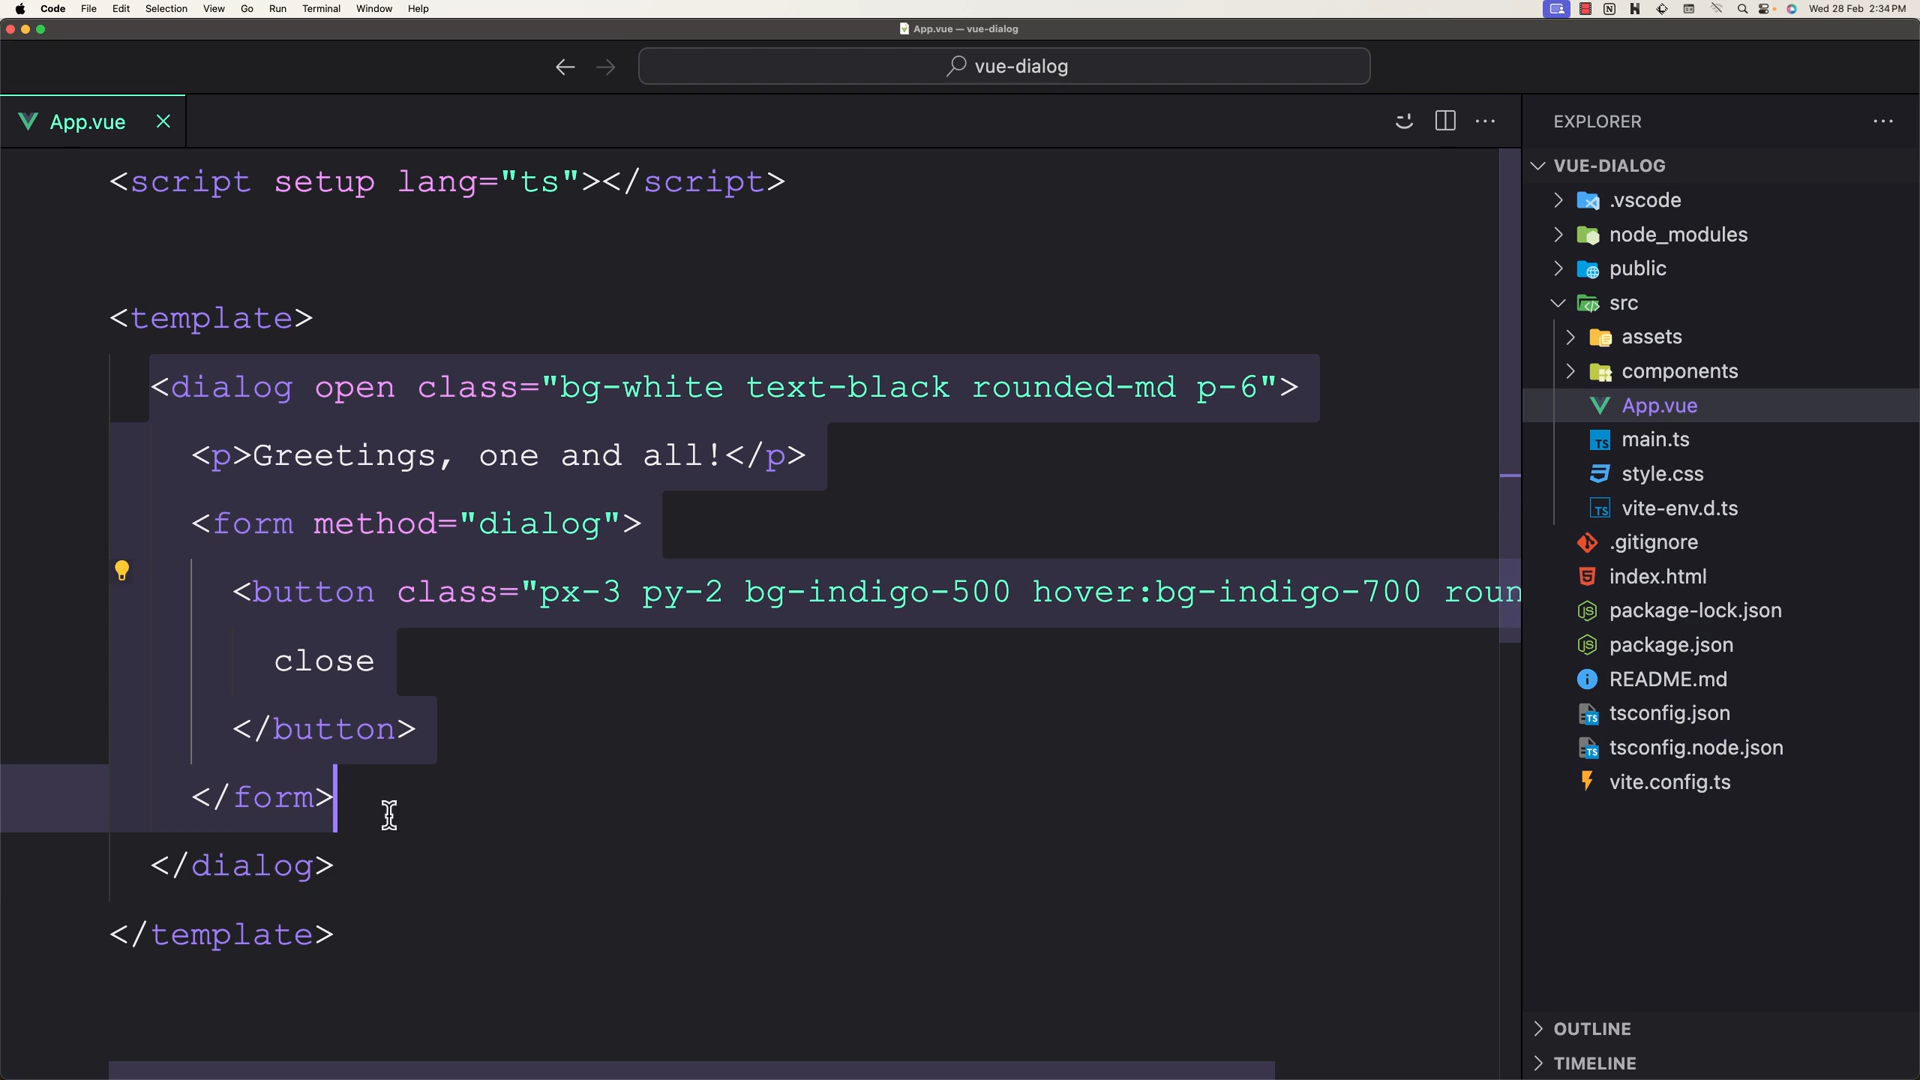 Code File Edit Selection View Go Run Terminal Window Help
Wed 28 Feb 2:34 PM
App.vue — vue-dialog
vue-dialog
App.vue
<script setup lang="ts"></script>
<template>
<dialog open class="bg-white text-black rounded-md p-6">
<p>Greetings, one and all!</p>
<form method="dialog">
<button class="px-3 py-2 bg-indigo-500 hover:bg-indigo-700 roun
close
</button>
</form>
</dialog>
</template>
EXPLORER
VUE-DIALOG
.vscode
node_modules
public
src
assets
components
App.vue
main.ts
style.css
vite-env.d.ts
.gitignore
index.html
package-lock.json
package.json
README.md
tsconfig.json
tsconfig.node.json
vite.config.ts
OUTLINE
TIMELINE